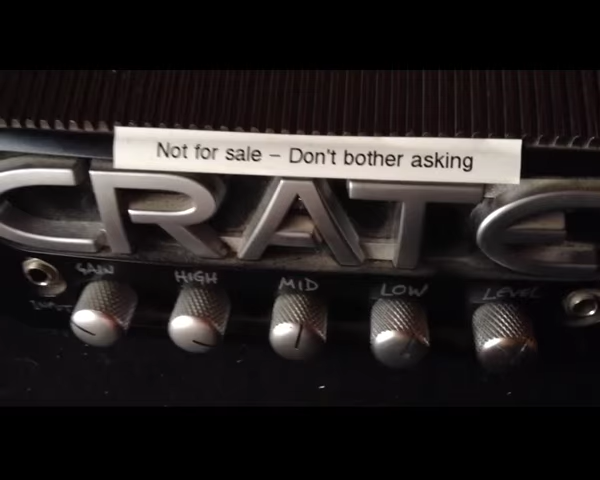 Not for sale – Don't bother asking
CRATE
GAIN HIGH MID LOW LEVEL